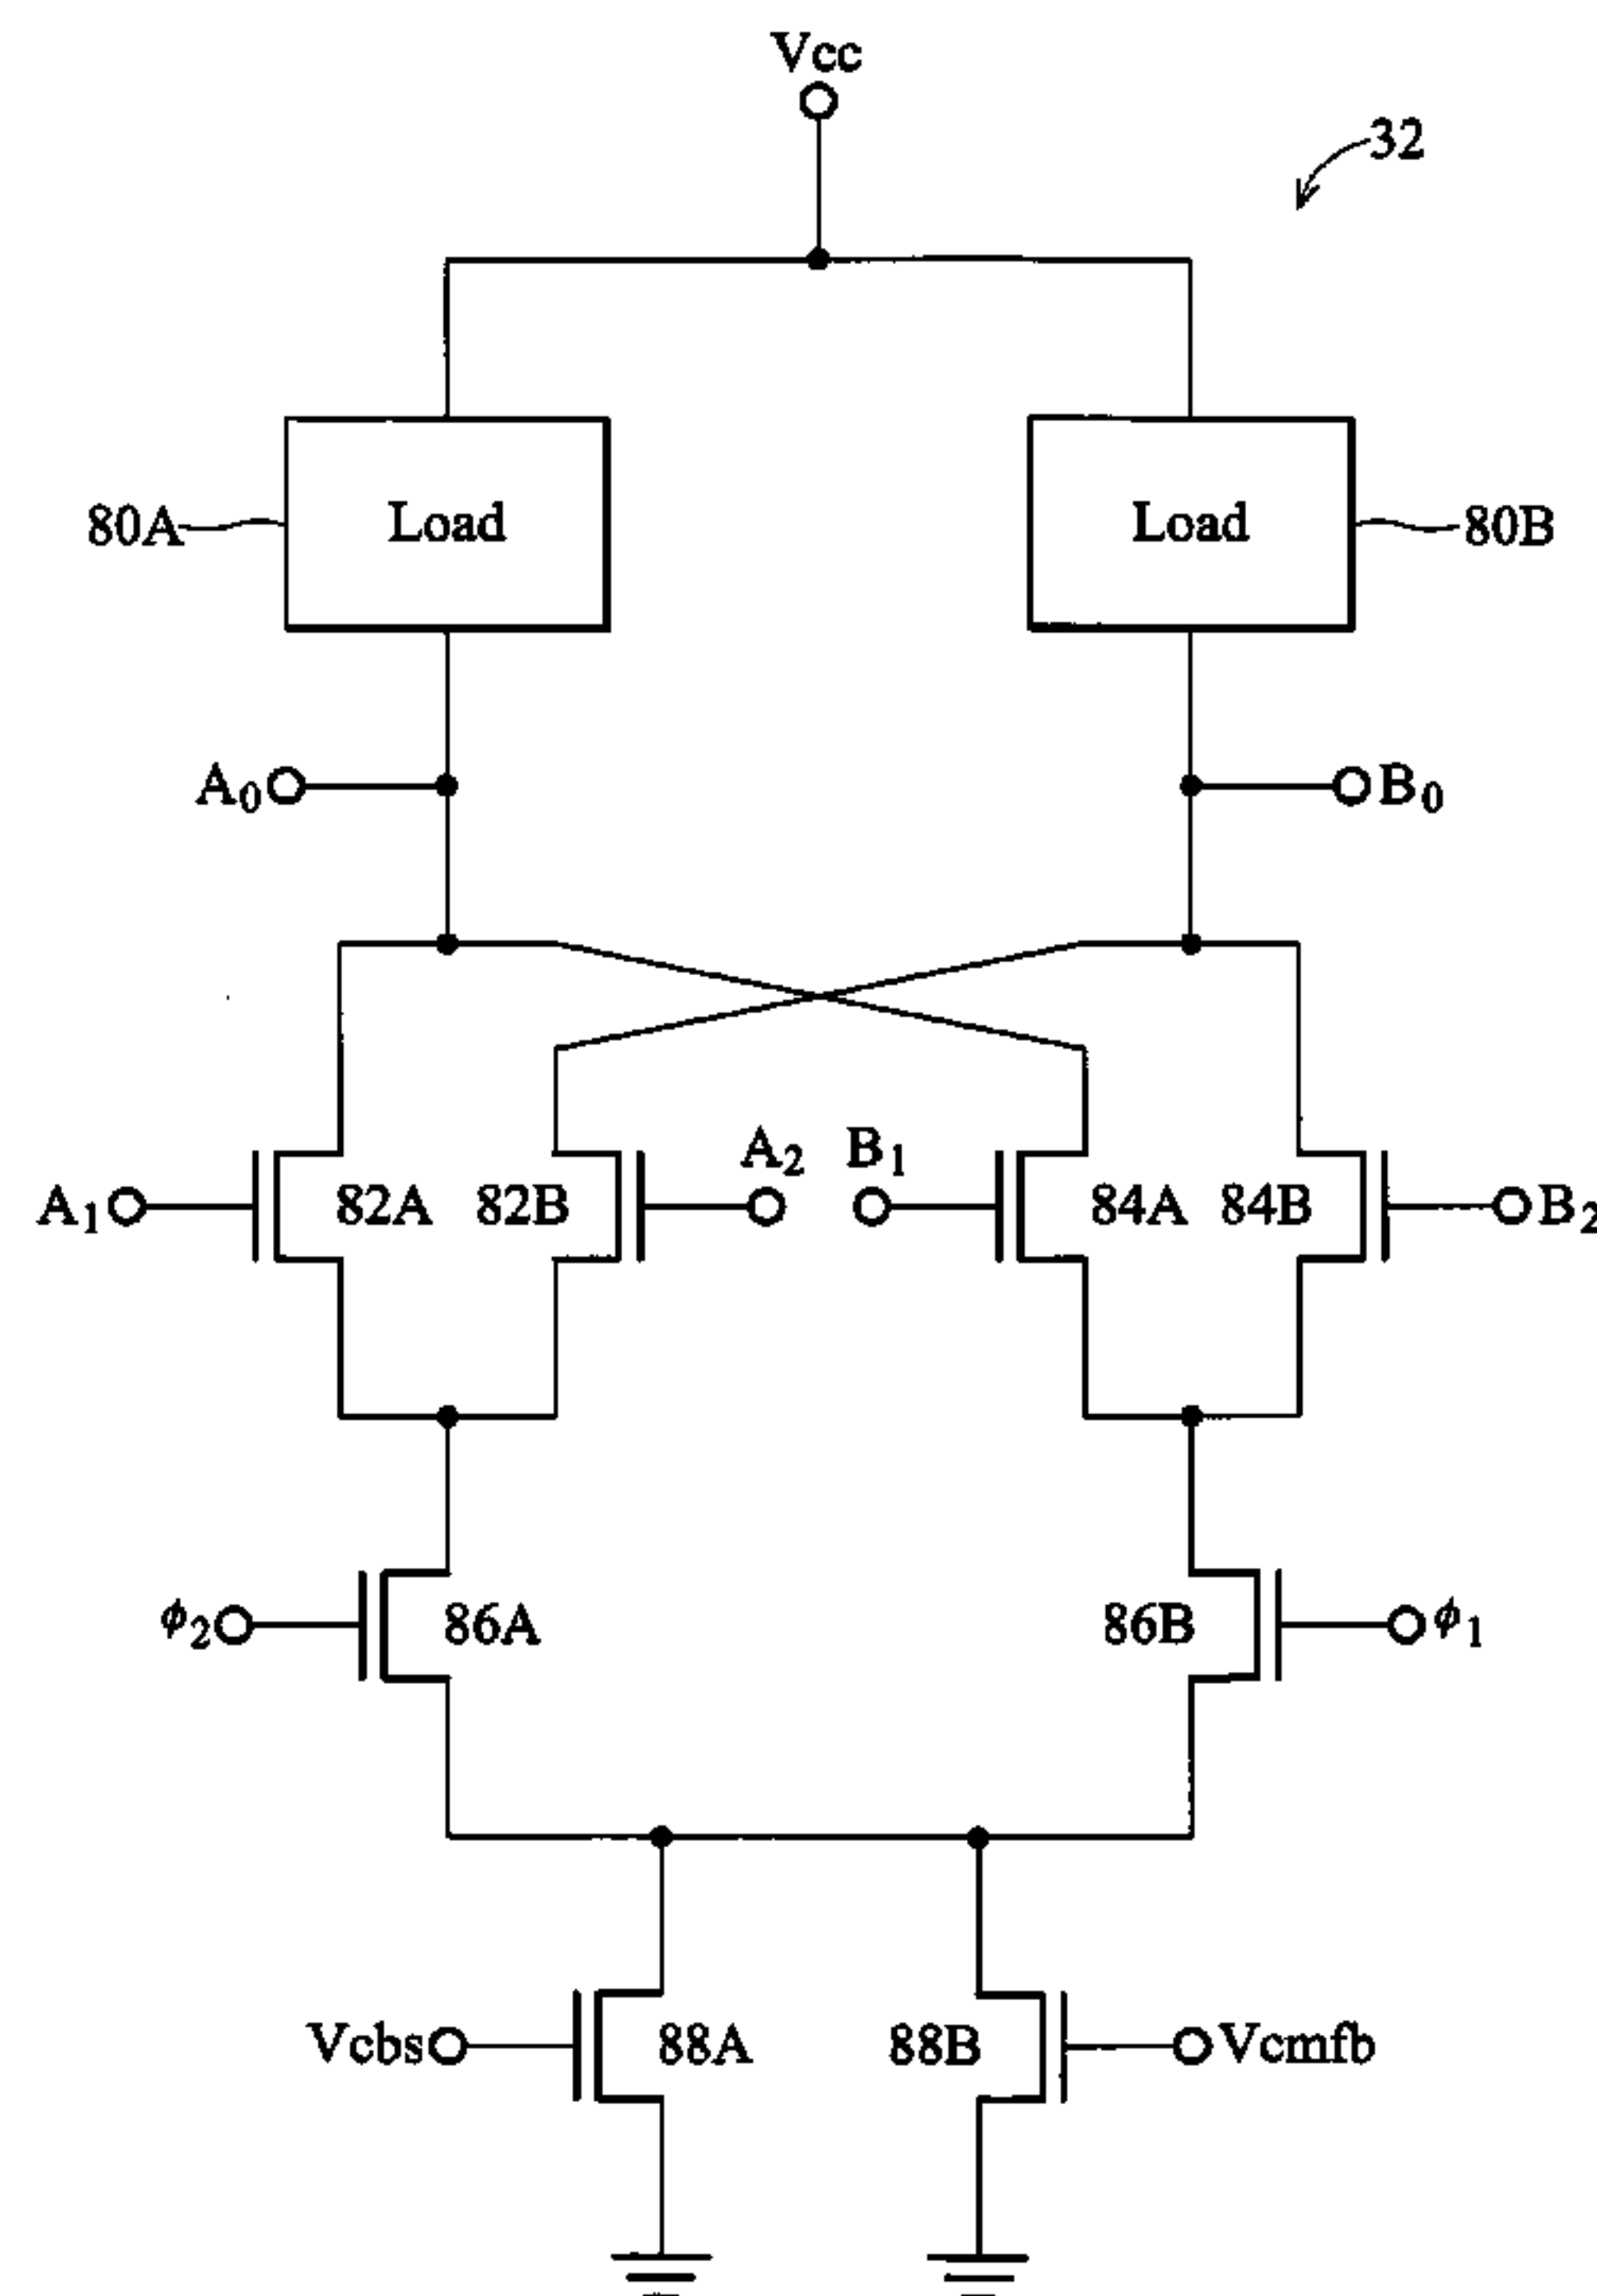 Vcc
32
80A Load Load 80B
A₀ B₀
A₂ B₁
A₁ 82A 82B 84A 84B B₂
ϕ₂ 86A 86B ϕ₁
Vcbs 88A 88B Vcmfb